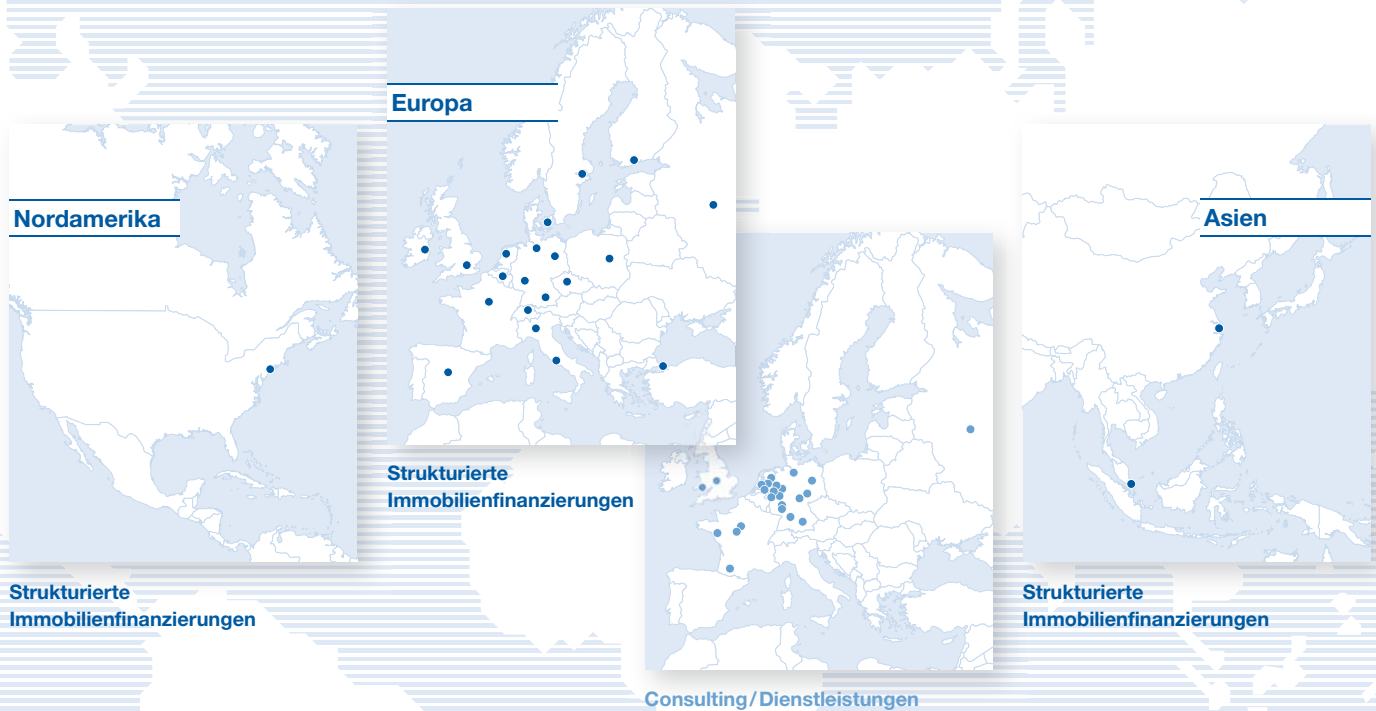 Europa
Nordamerika
Asien
Strukturierte
Immobilienfinanzierungen
Strukturierte
Immobilienfinanzierungen
Strukturierte
Immobilienfinanzierungen
Consulting/Dienstleistungen